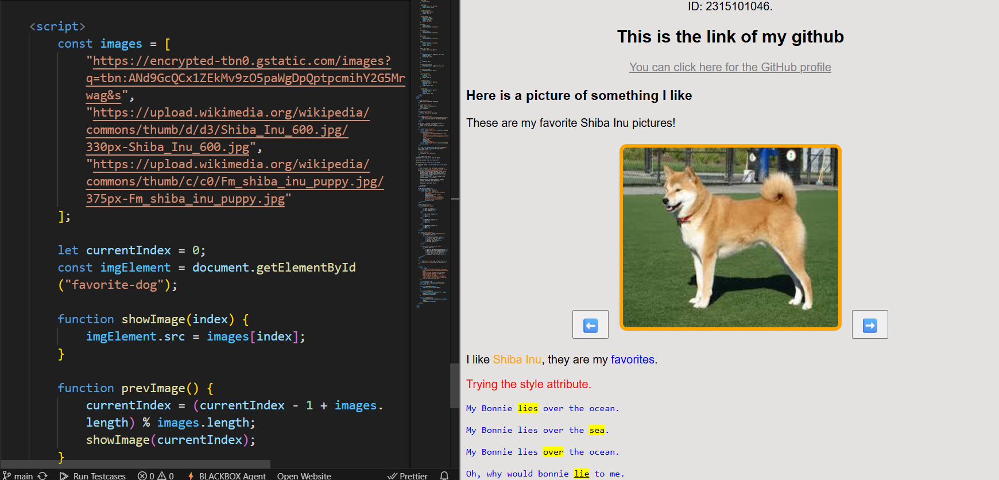 <script>
const images = [
"https://encrypted-tbn0.gstatic.com/images?
q=tbn:ANd9GcQCx1ZEkMv9zO5paWgDpQptpcmihY2G5Mr
wag&s",
"https://upload.wikimedia.org/wikipedia/
commons/thumb/d/d3/Shiba_Inu_600.jpg/
330px-Shiba_Inu_600.jpg",
"https://upload.wikimedia.org/wikipedia/
commons/thumb/c/c0/Fm_shiba_inu_puppy.jpg/
375px-Fm_shiba_inu_puppy.jpg"
];
let currentIndex = 0;
const imgElement = document.getElementById
("favorite-dog");
function showImage(index) {
imgElement.src = images[index];
}
function prevImage() {
currentIndex = (currentIndex - 1 + images.
length) % images.length;
showImage(currentIndex);
}
main
Run Testcases
0
0
BLACKBOX Agent
Open Website
Prettier
ID: 2315101046.
This is the link of my github
You can click here for the GitHub profile
Here is a picture of something I like
These are my favorite Shiba Inu pictures!
I like Shiba Inu, they are my favorites.
Trying the style attribute.
My Bonnie lies over the ocean.
My Bonnie lies over the sea.
My Bonnie lies over the ocean.
Oh, why would bonnie lie to me.